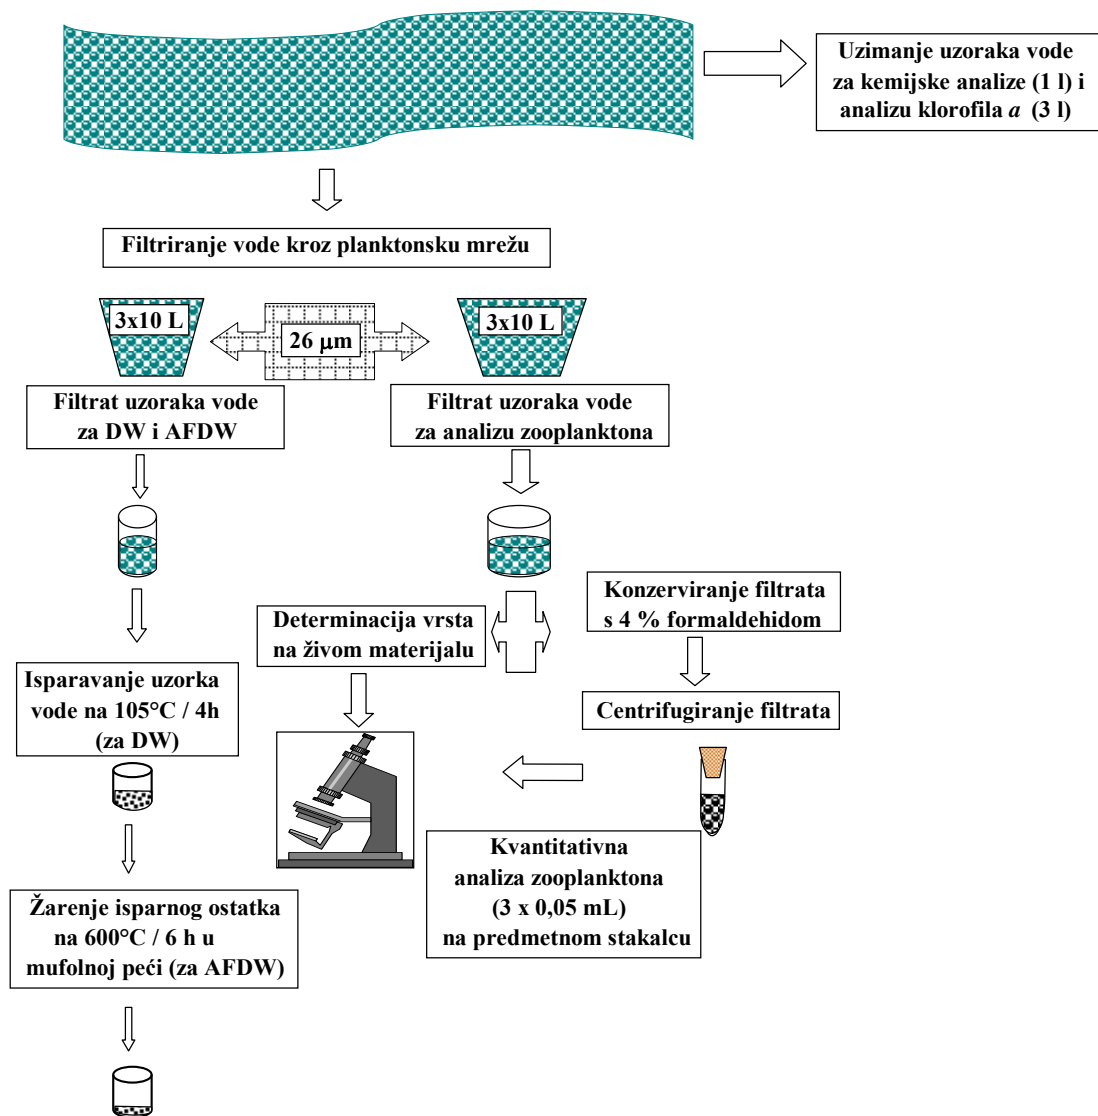 Uzimanje uzoraka vode
za kemijske analize (1 l) i
analizu klorofila a (3 l)
Filtriranje vode kroz planktonsku mrežu
3x10 L
26 µm
3x10 L
Filtrat uzoraka vode
za DW i AFDW
Filtrat uzoraka vode
za analizu zooplanktona
Determinacija vrsta
na živom materijalu
Konzerviranje filtrata
s 4 % formaldehidom
Isparavanje uzorka
vode na 105°C / 4h
(za DW)
Centrifugiranje filtrata
Kvantitativna
analiza zooplanktona
(3 x 0,05 mL)
na predmetnom stakalcu
Žarenje isparnog ostatka
na 600°C / 6 h u
mufolnoj peći (za AFDW)